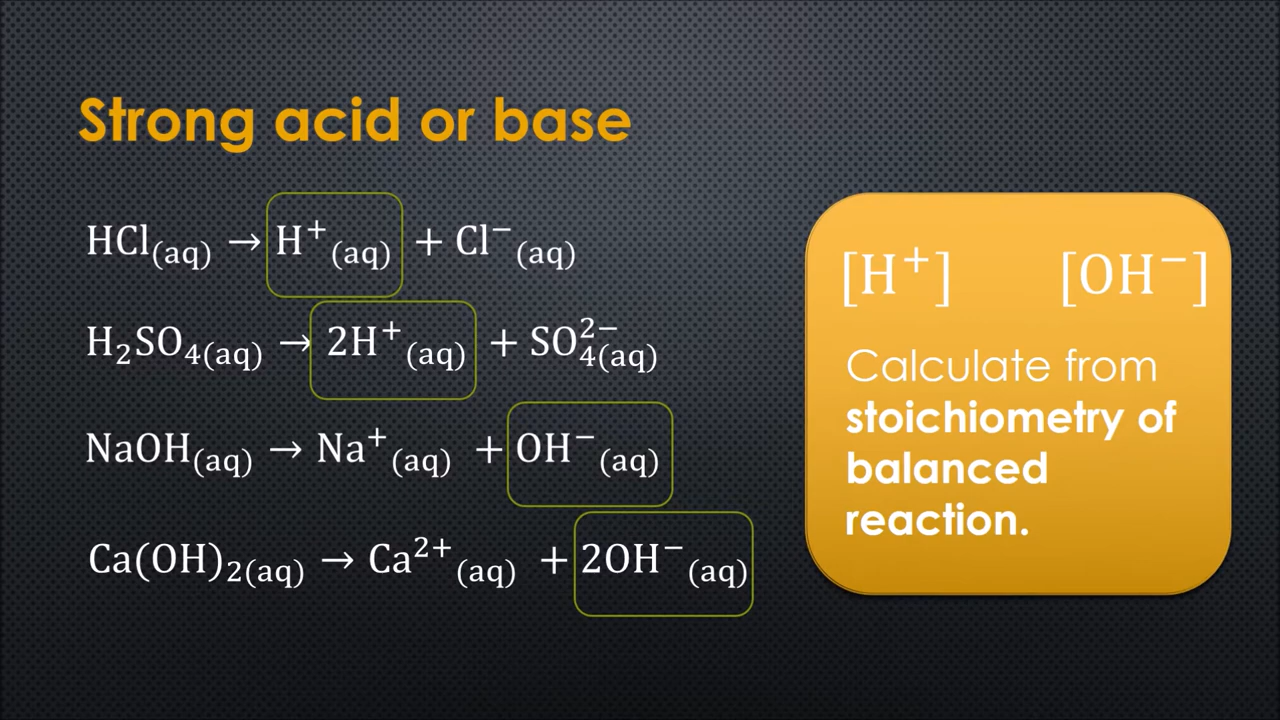 Strong acid or base
HCl(aq) → H⁺(aq) + Cl⁻(aq)
H₂SO₄(aq) → 2H⁺(aq) + SO₄²⁻(aq)
NaOH(aq) → Na⁺(aq) + OH⁻(aq)
Ca(OH)₂(aq) → Ca²⁺(aq) + 2OH⁻(aq)
[H⁺] [OH⁻]
Calculate from
stoichiometry of
balanced
reaction.